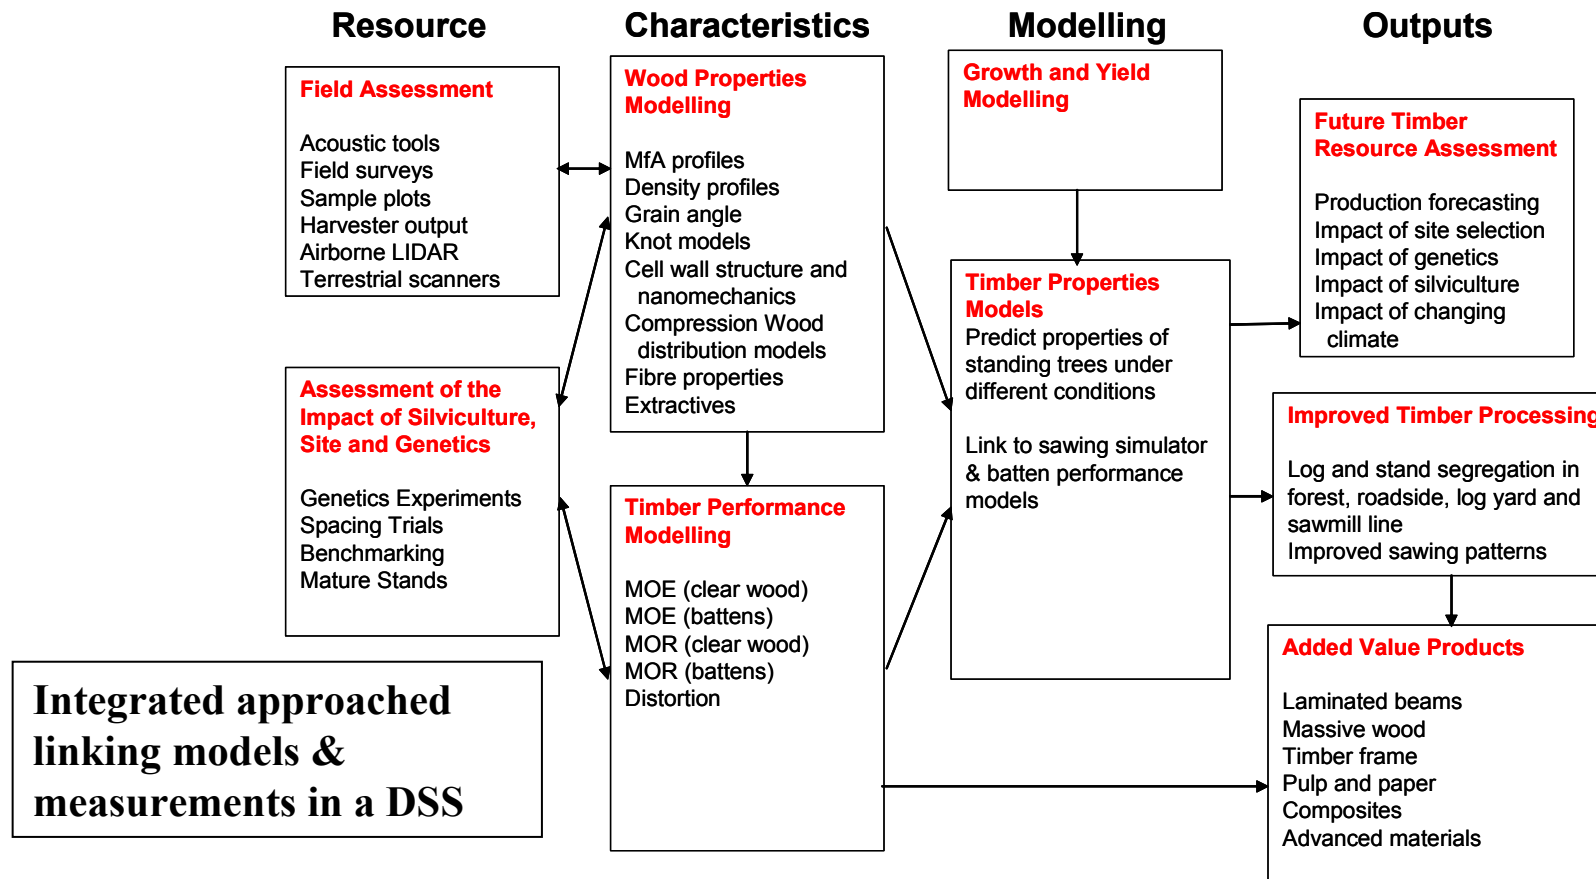 Resource
Characteristics
Modelling
Outputs
Field Assessment
Acoustic tools
Field surveys
Sample plots
Harvester output
Airborne LIDAR
Terrestrial scanners
Assessment of the
Impact of Silviculture,
Site and Genetics
Genetics Experiments
Spacing Trials
Benchmarking
Mature Stands
Integrated approached
linking models &
measurements in a DSS
Wood Properties
Modelling
MfA profiles
Density profiles
Grain angle
Knot models
Cell wall structure and
nanomechanics
Compression Wood
distribution models
Fibre properties
Extractives
Timber Performance
Modelling
MOE (clear wood)
MOE (battens)
MOR (clear wood)
MOR (battens)
Distortion
Growth and Yield
Modelling
Timber Properties
Models
Predict properties of
standing trees under
different conditions
Link to sawing simulator
& batten performance
models
Future Timber
Resource Assessment
Production forecasting
Impact of site selection
Impact of genetics
Impact of silviculture
Impact of changing
climate
Improved Timber Processing
Log and stand segregation in
forest, roadside, log yard and
sawmill line
Improved sawing patterns
Added Value Products
Laminated beams
Massive wood
Timber frame
Pulp and paper
Composites
Advanced materials